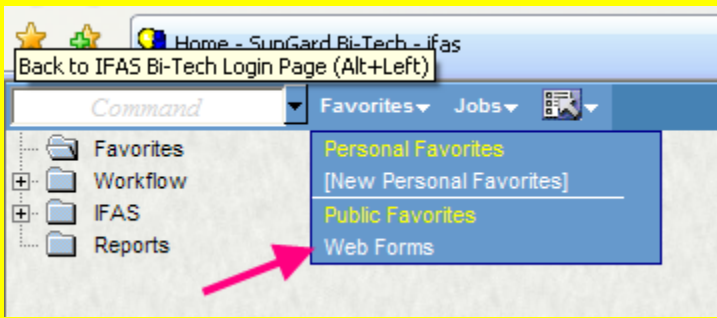 Home - SunGard Bi-Tech - ifas
Back to IFAS Bi-Tech Login Page (Alt+Left)
Command Favorites Jobs
Favorites
Workflow
IFAS
Reports
Personal Favorites
[New Personal Favorites]
Public Favorites
Web Forms